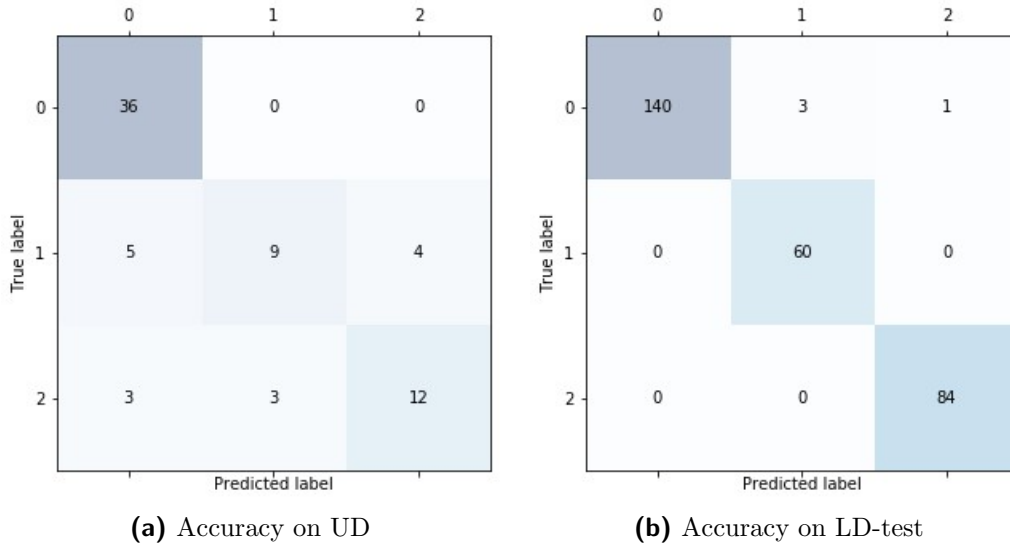 0 1 2
0 36 0 0
1 5 9 4
2 3 3 12
True label
Predicted label
(a) Accuracy on UD
0 1 2
0 140 3 1
1 0 60 0
2 0 0 84
True label
Predicted label
(b) Accuracy on LD-test